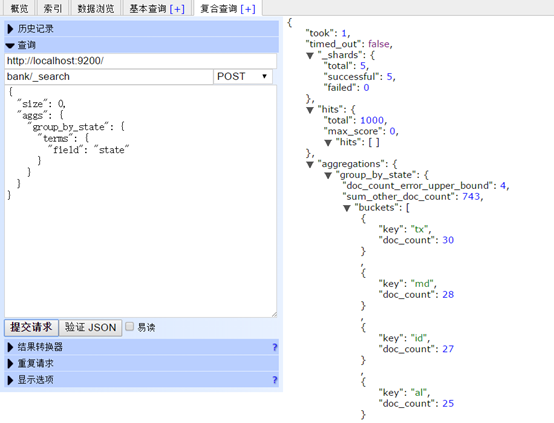 概览 索引 数据浏览 基本查询 [+] 复合查询 [+]
历史记录
查询
http://localhost:9200/
bank/_search POST
{
"size": 0,
"aggs": {
"group_by_state": {
"terms": {
"field": "state"
}
}
}
}
提交请求 验证 JSON 易读
结果转换器 ?
重复请求
显示选项 ?
{
"took": 1,
"timed_out": false,
"_shards": {
"total": 5,
"successful": 5,
"failed": 0
},
"hits": {
"total": 1000,
"max_score": 0,
"hits": [ ]
},
"aggregations": {
"group_by_state": {
"doc_count_error_upper_bound": 4,
"sum_other_doc_count": 743,
"buckets": [
{
"key": "tx",
"doc_count": 30
}
,
{
"key": "md",
"doc_count": 28
}
,
{
"key": "id",
"doc_count": 27
}
,
{
"key": "al",
"doc_count": 25
}